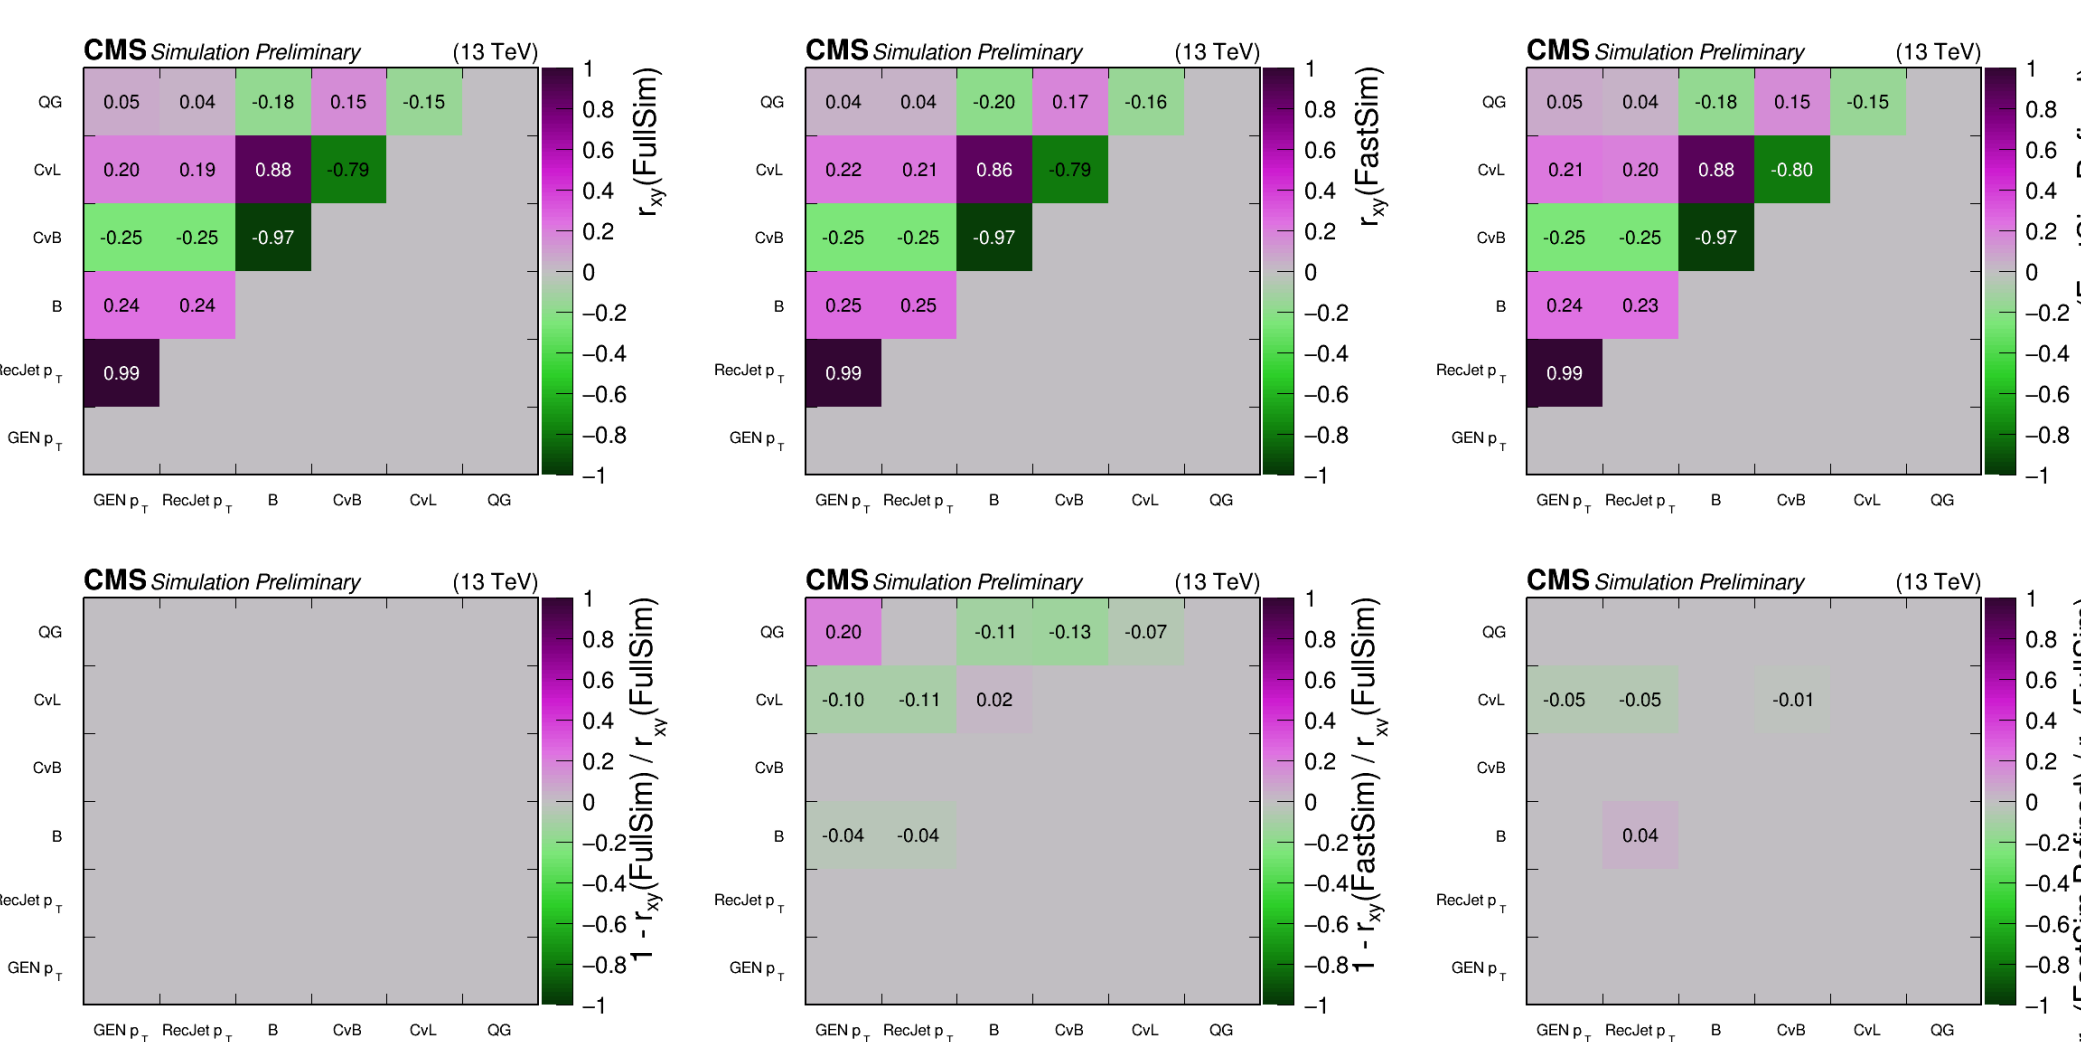 CMS Simulation Preliminary (13 TeV)
QG 0.05 0.04 -0.18 0.15 -0.15
CvL 0.20 0.19 0.88 -0.79
CvB -0.25 -0.25 -0.97
B 0.24 0.24
RecJet p T 0.99
GEN p T
GEN p T RecJet p T B CvB CvL QG
1
0.8
0.6
0.4
0.2
0
−0.2
−0.4
−0.6
−0.8
−1
rxy(FullSim)
CMS Simulation Preliminary (13 TeV)
QG 0.04 0.04 -0.20 0.17 -0.16
CvL 0.22 0.21 0.86 -0.79
CvB -0.25 -0.25 -0.97
B 0.25 0.25
RecJet p T 0.99
GEN p T
GEN p T RecJet p T B CvB CvL QG
1
0.8
0.6
0.4
0.2
0
−0.2
−0.4
−0.6
−0.8
−1
rxy(FastSim)
CMS Simulation Preliminary (13 TeV)
QG 0.05 0.04 -0.18 0.15 -0.15
CvL 0.21 0.20 0.88 -0.80
CvB -0.25 -0.25 -0.97
B 0.24 0.23
RecJet p T 0.99
GEN p T
GEN p T RecJet p T B CvB CvL QG
1
0.8
0.6
0.4
0.2
0
−0.2
−0.4
−0.6
−0.8
−1
CMS Simulation Preliminary (13 TeV)
QG
CvL
CvB
B
RecJet p T
GEN p T
GEN p T RecJet p T B CvB CvL QG
1
0.8
0.6
0.4
0.2
0
−0.2
−0.4
−0.6
−0.8
−1
1 - rxy(FullSim) / rxy(FullSim)
CMS Simulation Preliminary (13 TeV)
QG 0.20 -0.11 -0.13 -0.07
CvL -0.10 -0.11 0.02
CvB
B -0.04 -0.04
RecJet p T
GEN p T
GEN p T RecJet p T B CvB CvL QG
1
0.8
0.6
0.4
0.2
0
−0.2
−0.4
−0.6
−0.8
−1
1 - rxy(FastSim) / rxy(FullSim)
CMS Simulation Preliminary (13 TeV)
QG
CvL -0.05 -0.05 -0.01
CvB
B 0.04
RecJet p T
GEN p T
GEN p T RecJet p T B CvB CvL QG
1
0.8
0.6
0.4
0.2
0
−0.2
−0.4
−0.6
−0.8
−1